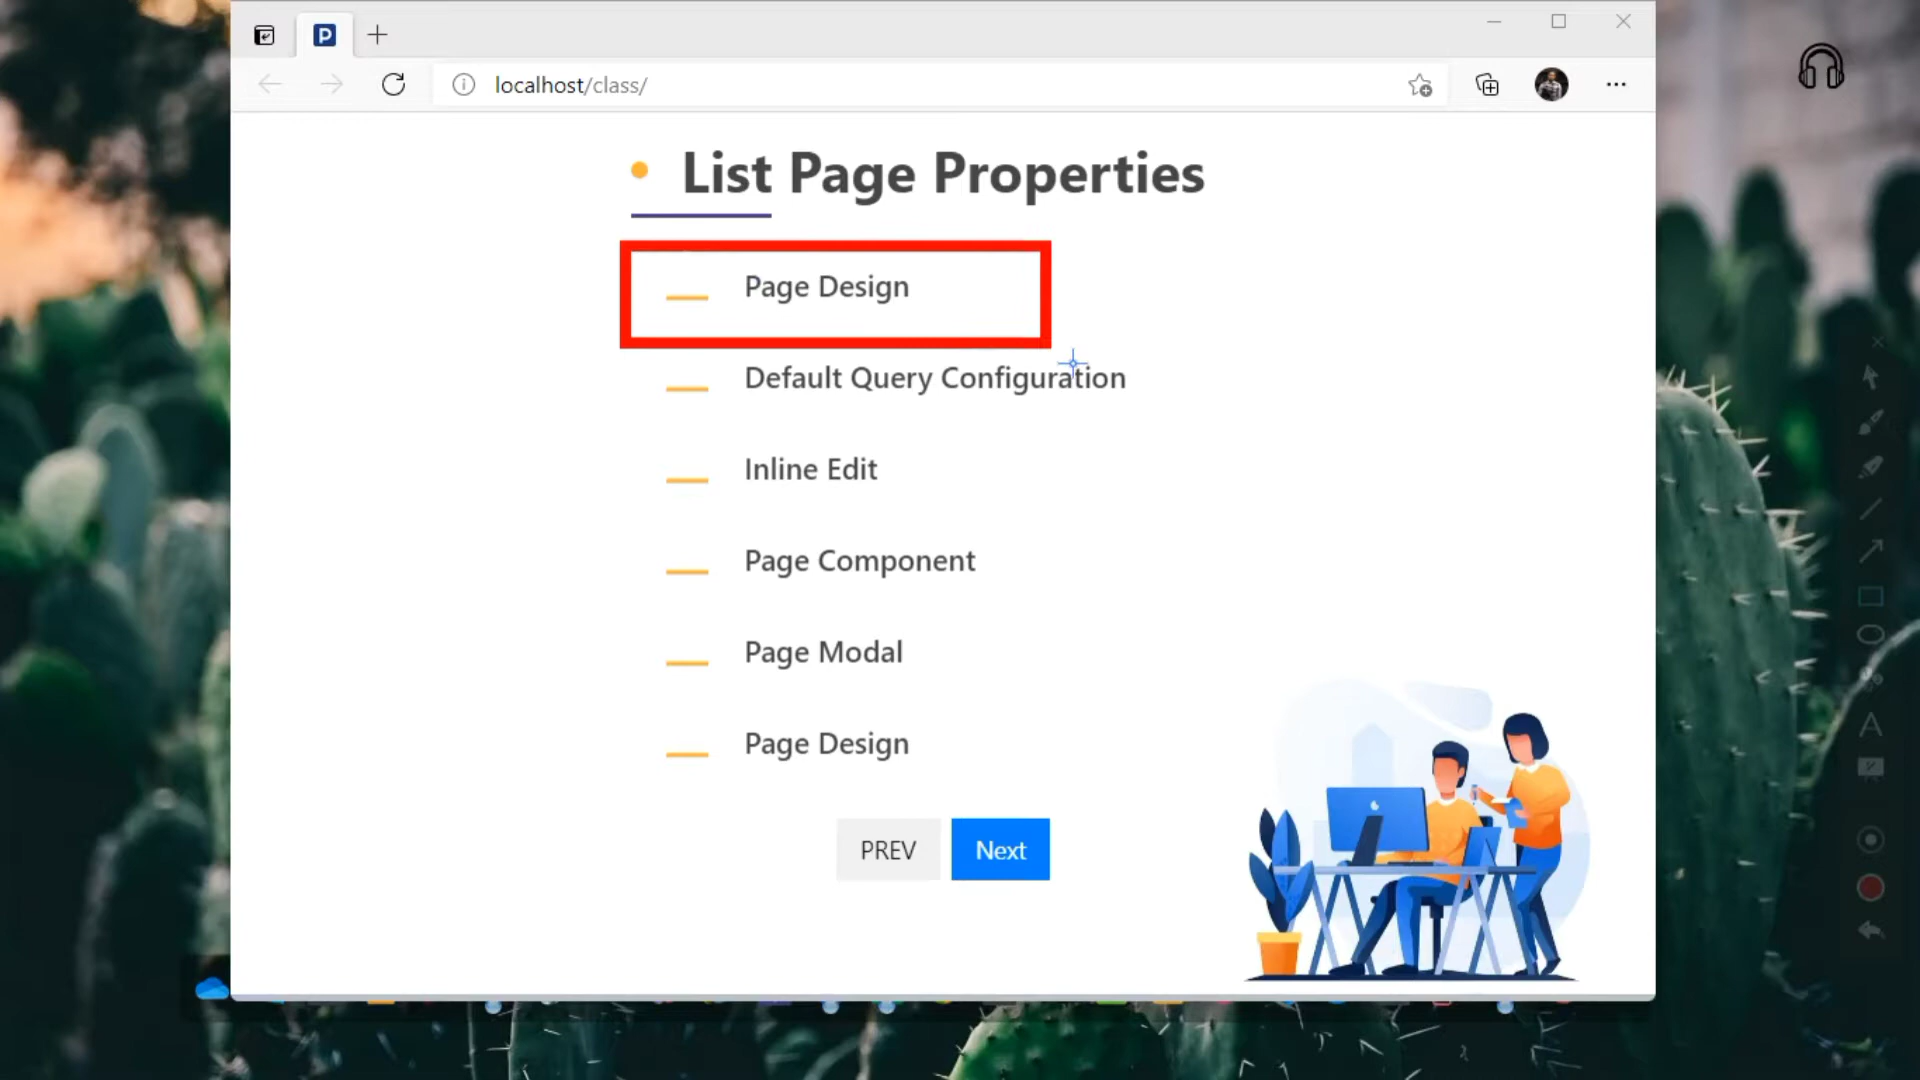 P
localhost/class/
List Page Properties
Page Design
Default Query Configuration
Inline Edit
Page Component
Page Modal
Page Design
PREV
Next
A